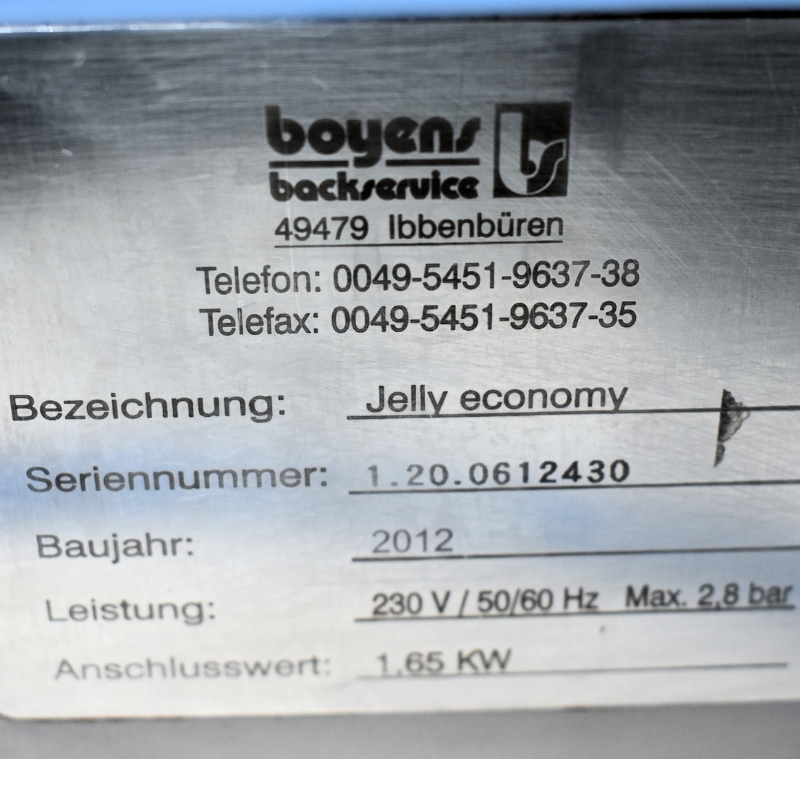 boyens bs
backservice
49479 Ibbenbüren
Telefon: 0049-5451-9637-38
Telefax: 0049-5451-9637-35
Bezeichnung: Jelly economy
Seriennummer: 1.20.0612430
Baujahr: 2012
Leistung: 230 V / 50/60 Hz Max. 2,8 bar
Anschlusswert: 1,65 KW